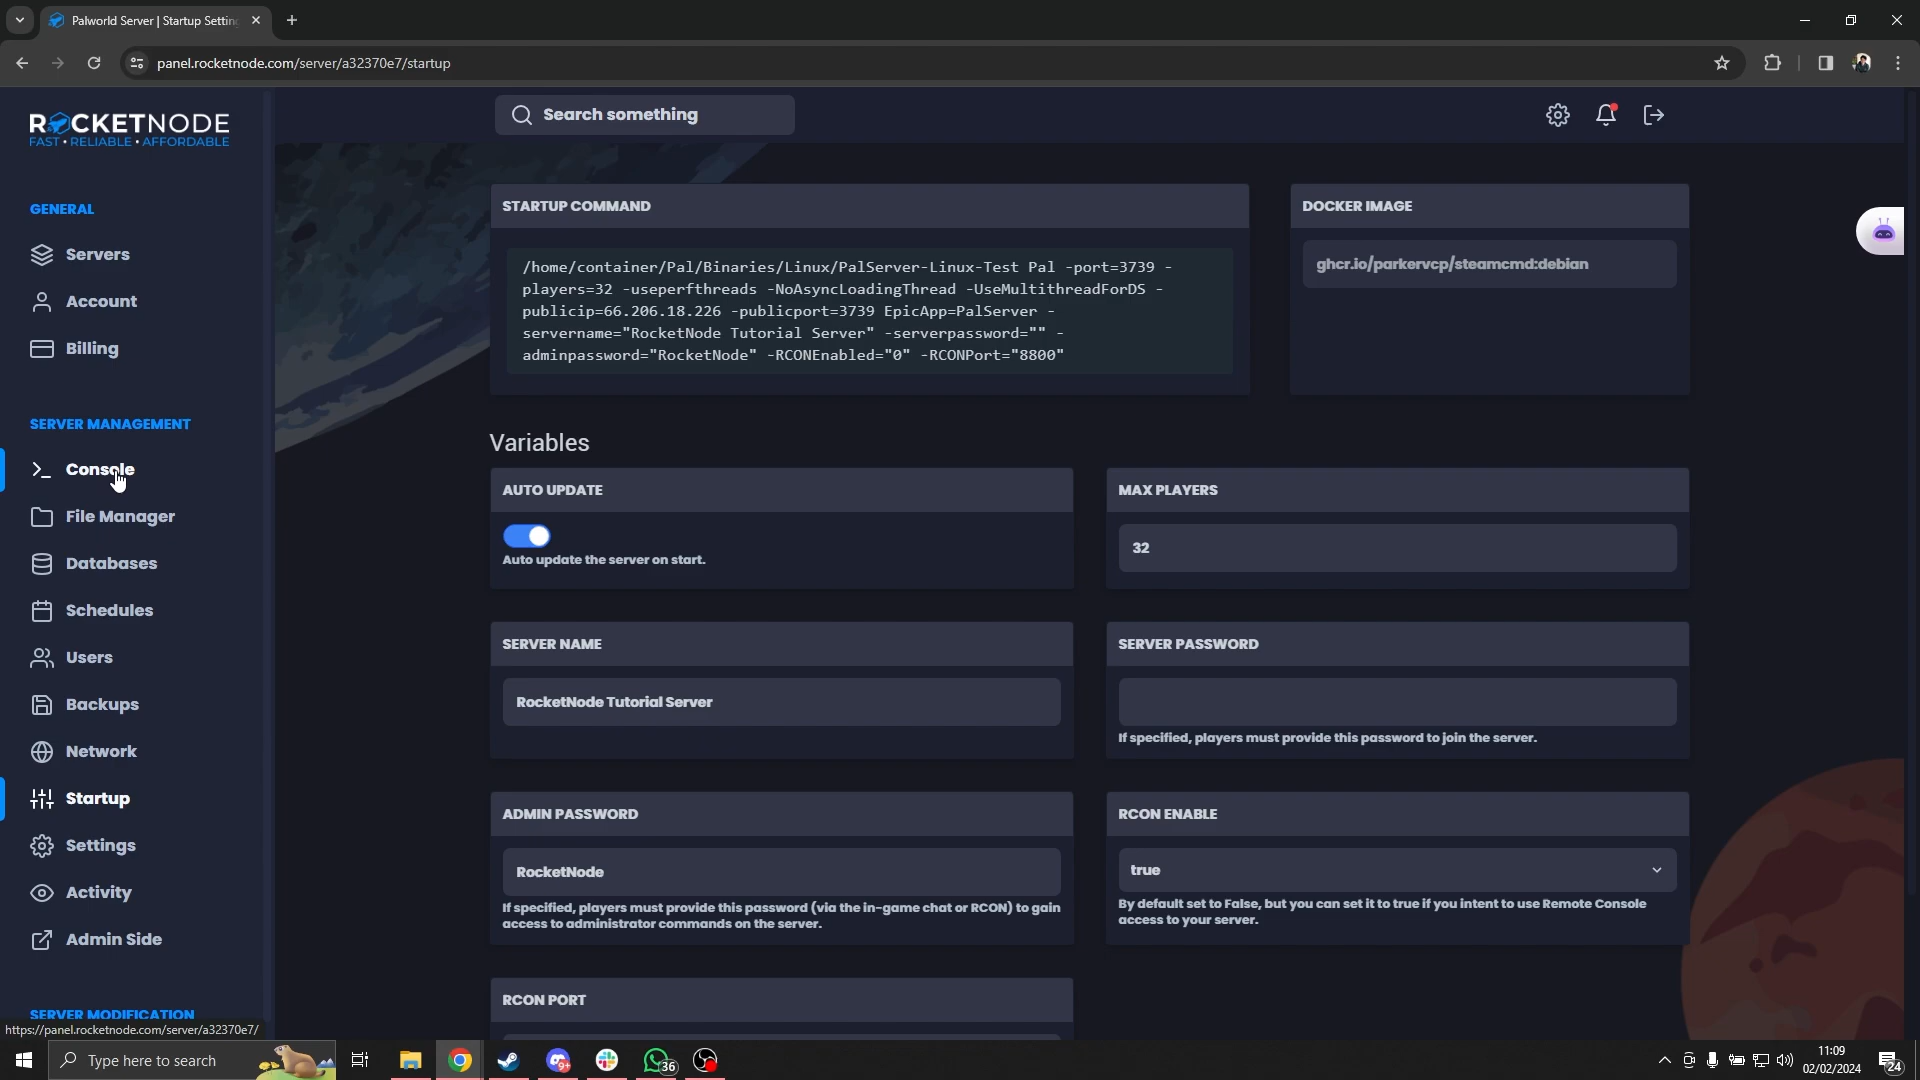 Palworld Server | Startup Settin
panel.rocketnode.com/server/a32370e7/startup
ROCKETNODE
FAST • RELIABLE • AFFORDABLE
Search something
GENERAL
Servers
Account
Billing
SERVER MANAGEMENT
Console
File Manager
Databases
Schedules
Users
Backups
Network
Startup
Settings
Activity
Admin Side
SERVER MODIFICATION
https://panel.rocketnode.com/server/a32370e7/
STARTUP COMMAND
/home/container/Pal/Binaries/Linux/PalServer-Linux-Test Pal -port=3739 -
players=32 -useperfthreads -NoAsyncLoadingThread -UseMultithreadForDS -
publicip=66.206.18.226 -publicport=3739 EpicApp=PalServer -
servername="RocketNode Tutorial Server" -serverpassword="" -
adminpassword="RocketNode" -RCONEnabled="0" -RCONPort="8800"
DOCKER IMAGE
ghcr.io/parkervcp/steamcmd:debian
Variables
AUTO UPDATE
Auto update the server on start.
MAX PLAYERS
32
SERVER NAME
RocketNode Tutorial Server
SERVER PASSWORD
If specified, players must provide this password to join the server.
ADMIN PASSWORD
RocketNode
If specified, players must provide this password (via the in-game chat or RCON) to gain
access to administrator commands on the server.
RCON ENABLE
true
By default set to False, but you can set it to true if you intent to use Remote Console
access to your server.
RCON PORT
Type here to search
9+
36
11:09
02/02/2024
24